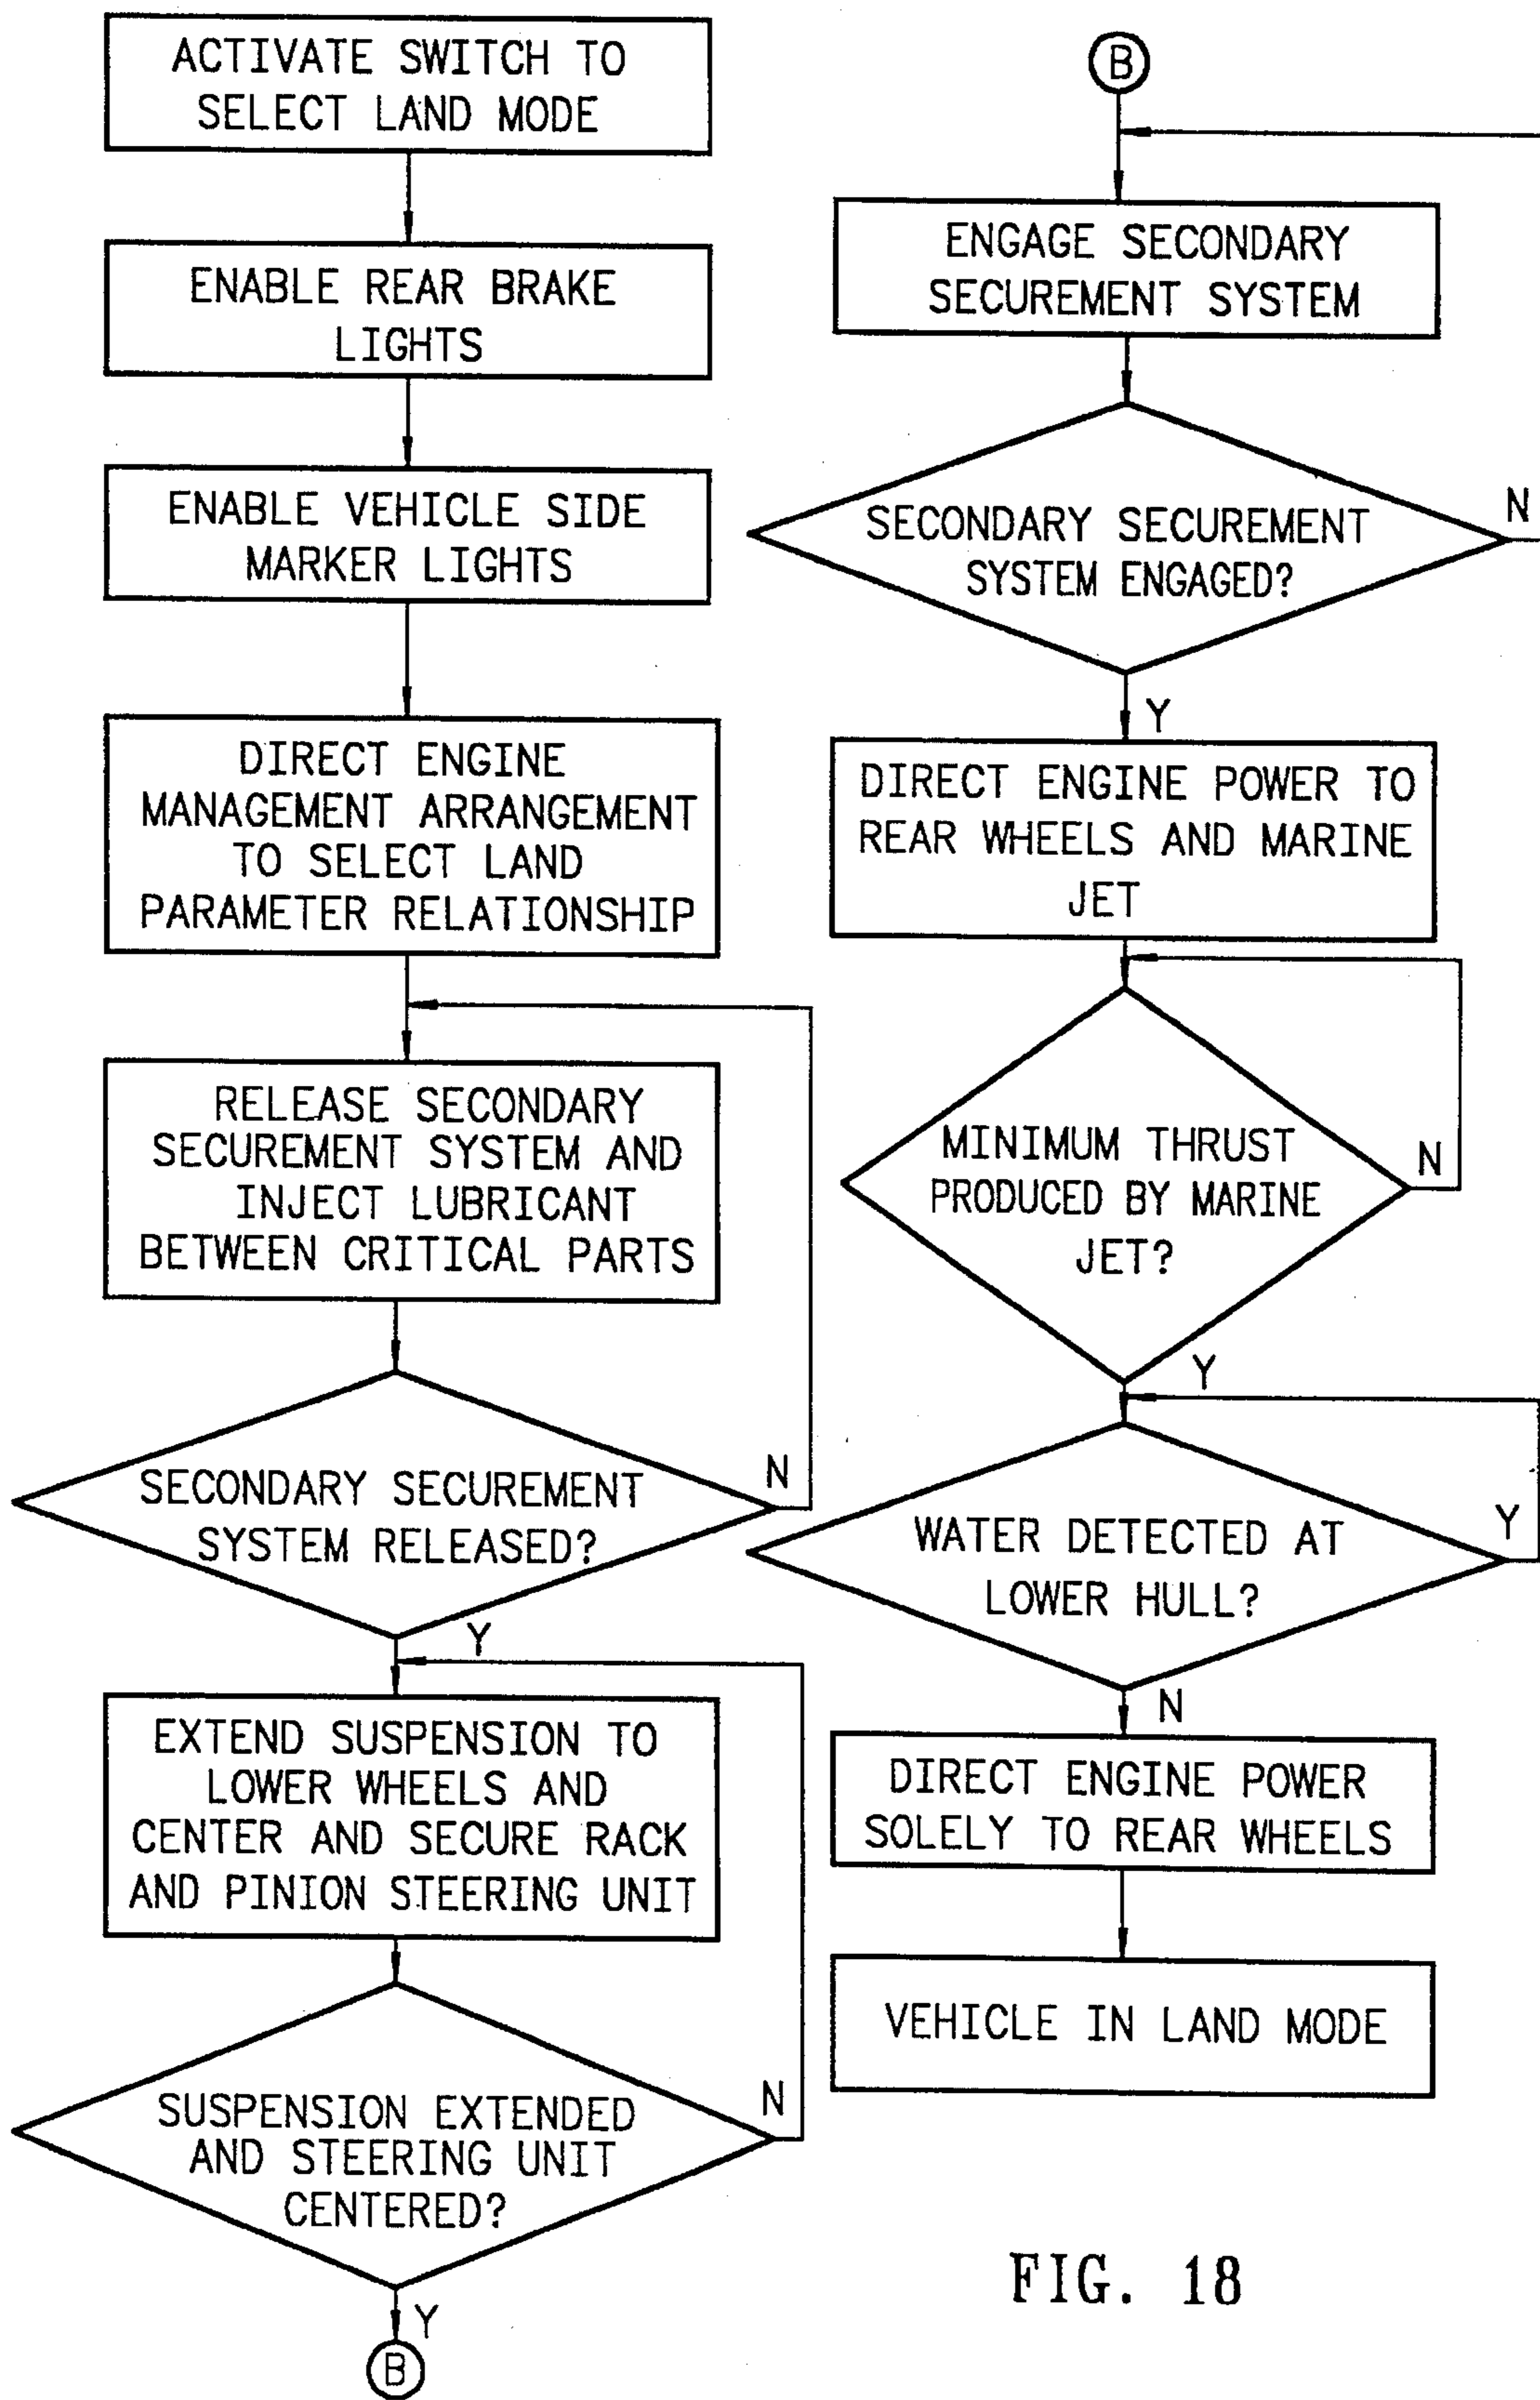 ACTIVATE SWITCH TO
SELECT LAND MODE
ENABLE REAR BRAKE
LIGHTS
ENABLE VEHICLE SIDE
MARKER LIGHTS
DIRECT ENGINE
MANAGEMENT ARRANGEMENT
TO SELECT LAND
PARAMETER RELATIONSHIP
RELEASE SECONDARY
SECUREMENT SYSTEM AND
INJECT LUBRICANT
BETWEEN CRITICAL PARTS
SECONDARY SECUREMENT
SYSTEM RELEASED?
N
Y
EXTEND SUSPENSION TO
LOWER WHEELS AND
CENTER AND SECURE RACK
AND PINION STEERING UNIT
SUSPENSION EXTENDED
AND STEERING UNIT
CENTERED?
N
Y
B
B
ENGAGE SECONDARY
SECUREMENT SYSTEM
SECONDARY SECUREMENT
SYSTEM ENGAGED?
N
Y
DIRECT ENGINE POWER TO
REAR WHEELS AND MARINE
JET
MINIMUM THRUST
PRODUCED BY MARINE
JET?
N
Y
WATER DETECTED AT
LOWER HULL?
Y
N
DIRECT ENGINE POWER
SOLELY TO REAR WHEELS
VEHICLE IN LAND MODE
FIG. 18